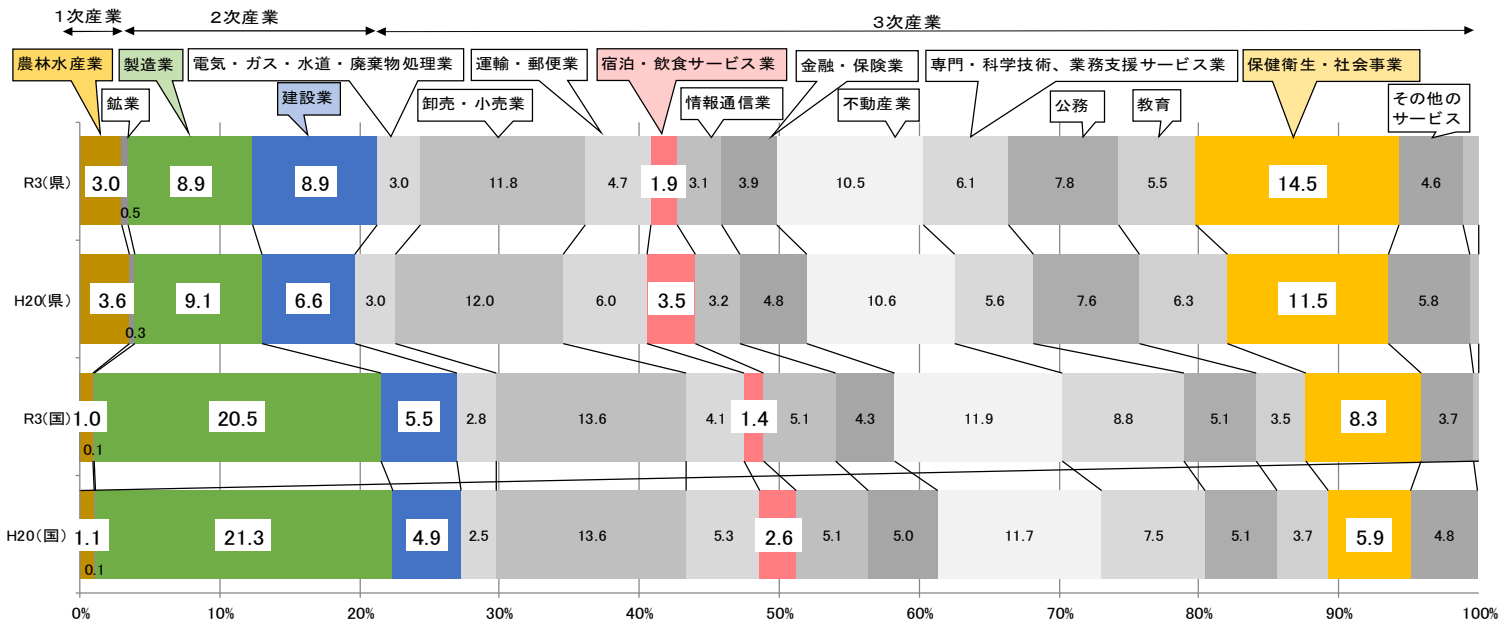 1次産業 2次産業 3次産業
農林水産業 製造業 電気・ガス・水道・廃棄物処理業 運輸・郵便業 宿泊・飲食サービス業 金融・保険業 専門・科学技術、業務支援サービス業 保健衛生・社会事業
鉱業 建設業 卸売・小売業 情報通信業 不動産業 公務 教育 その他の
サービス
R3(県) 3.0 0.5 8.9 8.9 3.0 11.8 4.7 1.9 3.1 3.9 10.5 6.1 7.8 5.5 14.5 4.6
H20(県) 3.6 0.3 9.1 6.6 3.0 12.0 6.0 3.5 3.2 4.8 10.6 5.6 7.6 6.3 11.5 5.8
R3(国) 1.0 0.1 20.5 5.5 2.8 13.6 4.1 1.4 5.1 4.3 11.9 8.8 5.1 3.5 8.3 3.7
H20(国) 1.1 0.1 21.3 4.9 2.5 13.6 5.3 2.6 5.1 5.0 11.7 7.5 5.1 3.7 5.9 4.8
0% 10% 20% 30% 40% 50% 60% 70% 80% 90% 100%